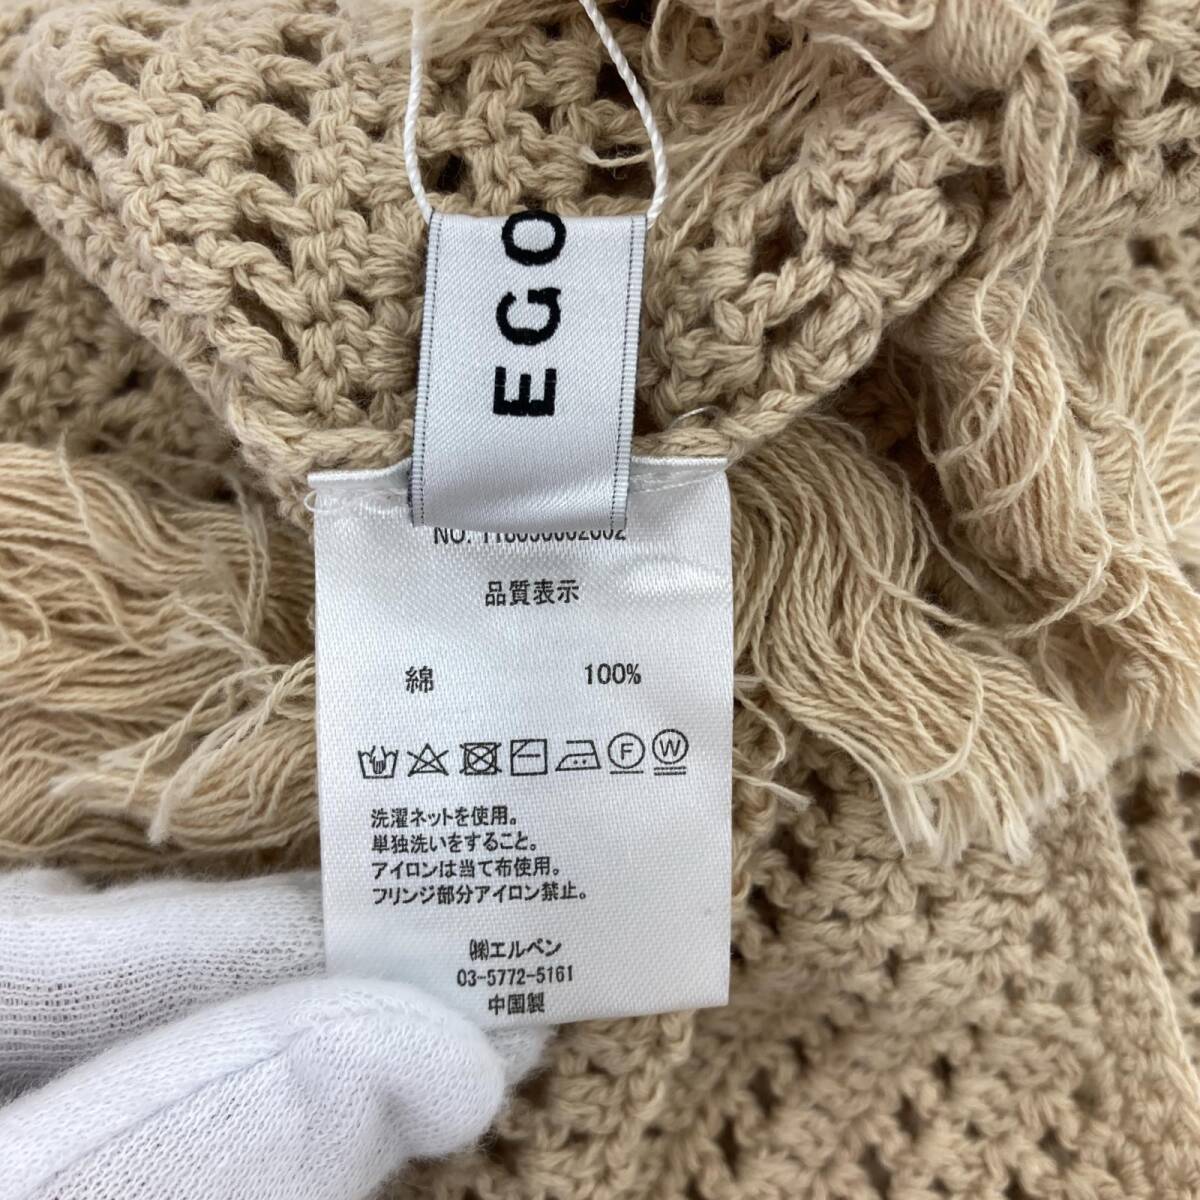 EGO
品質表示
綿 100%
F W
洗濯ネットを使用。
単独洗いをすること。
アイロンは当て布使用。
フリンジ部分アイロン禁止。
㈱エルベン
03-5772-5161
中国製